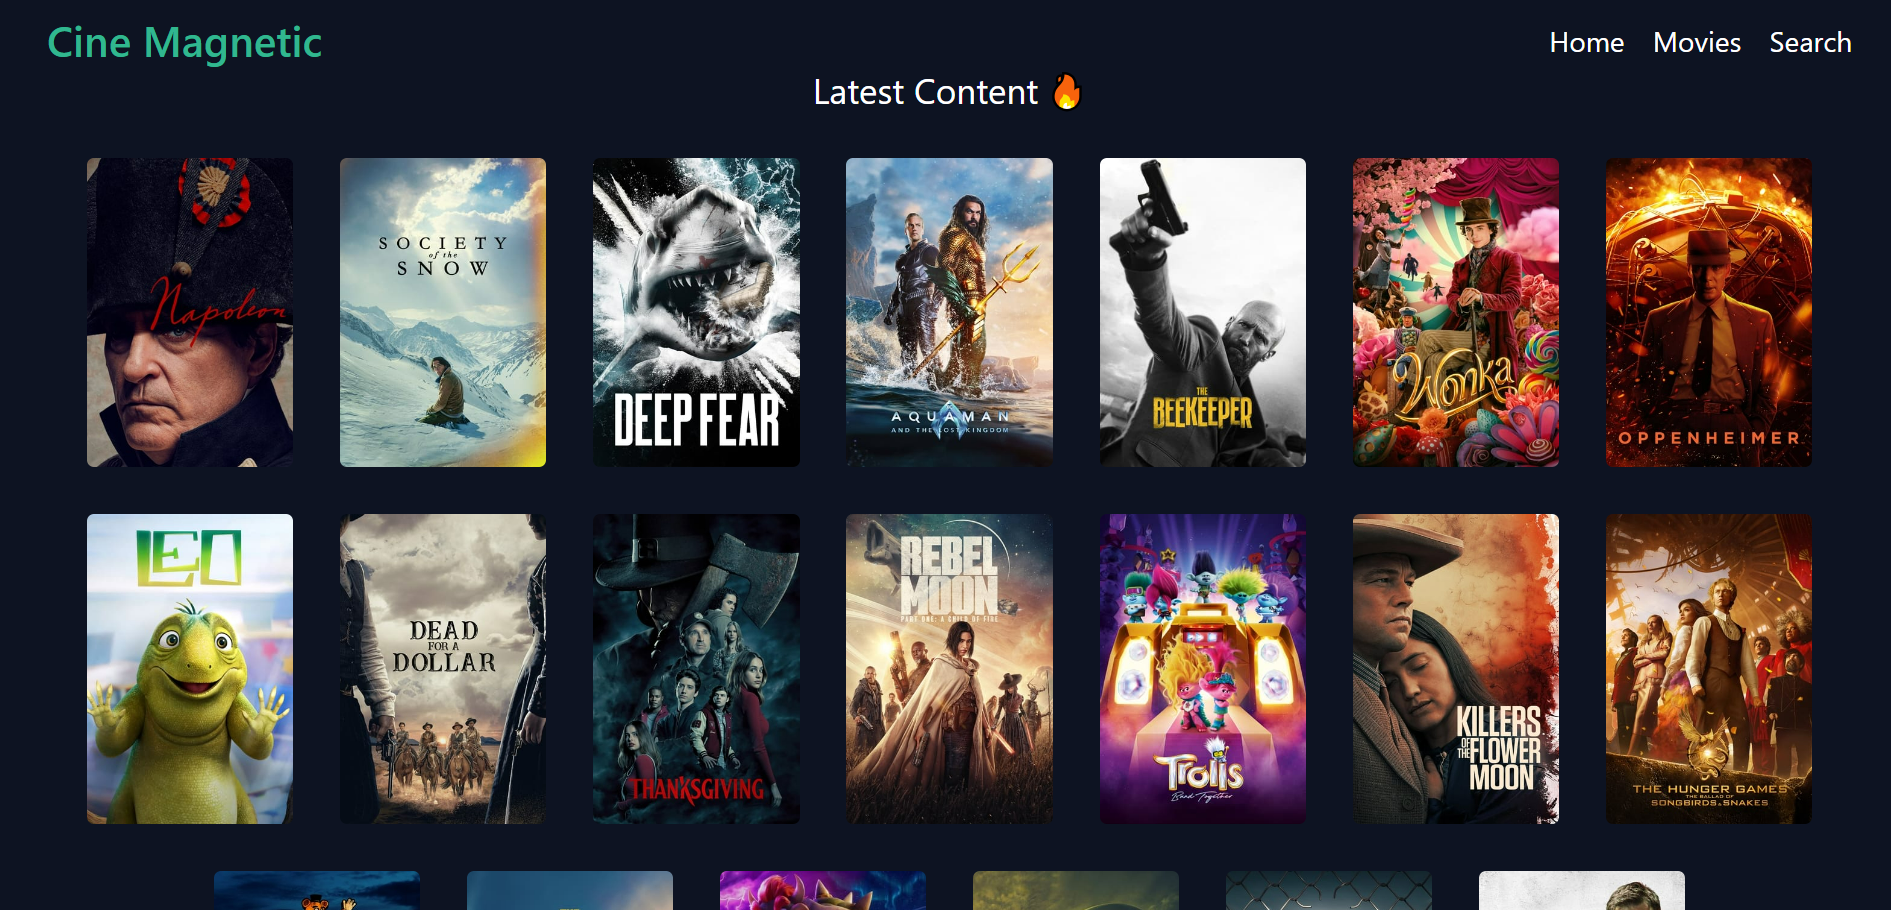 Cine Magnetic
Home Movies Search
Latest Content 🔥
Napoleon
SOCIETY
of the
SNOW
DEEP FEAR
AQUAMAN
AND THE LOST KINGDOM
THE
BEEKEEPER
Wonka
OPPENHEIMER
LEO
DEAD
FOR A
DOLLAR
THANKSGIVING
REBEL
MOON
PART ONE: A CHILD OF FIRE
Trolls
Band Together
KILLERS
OF
THE FLOWER
MOON
THE HUNGER GAMES
THE BALLAD OF
SONGBIRDS & SNAKES